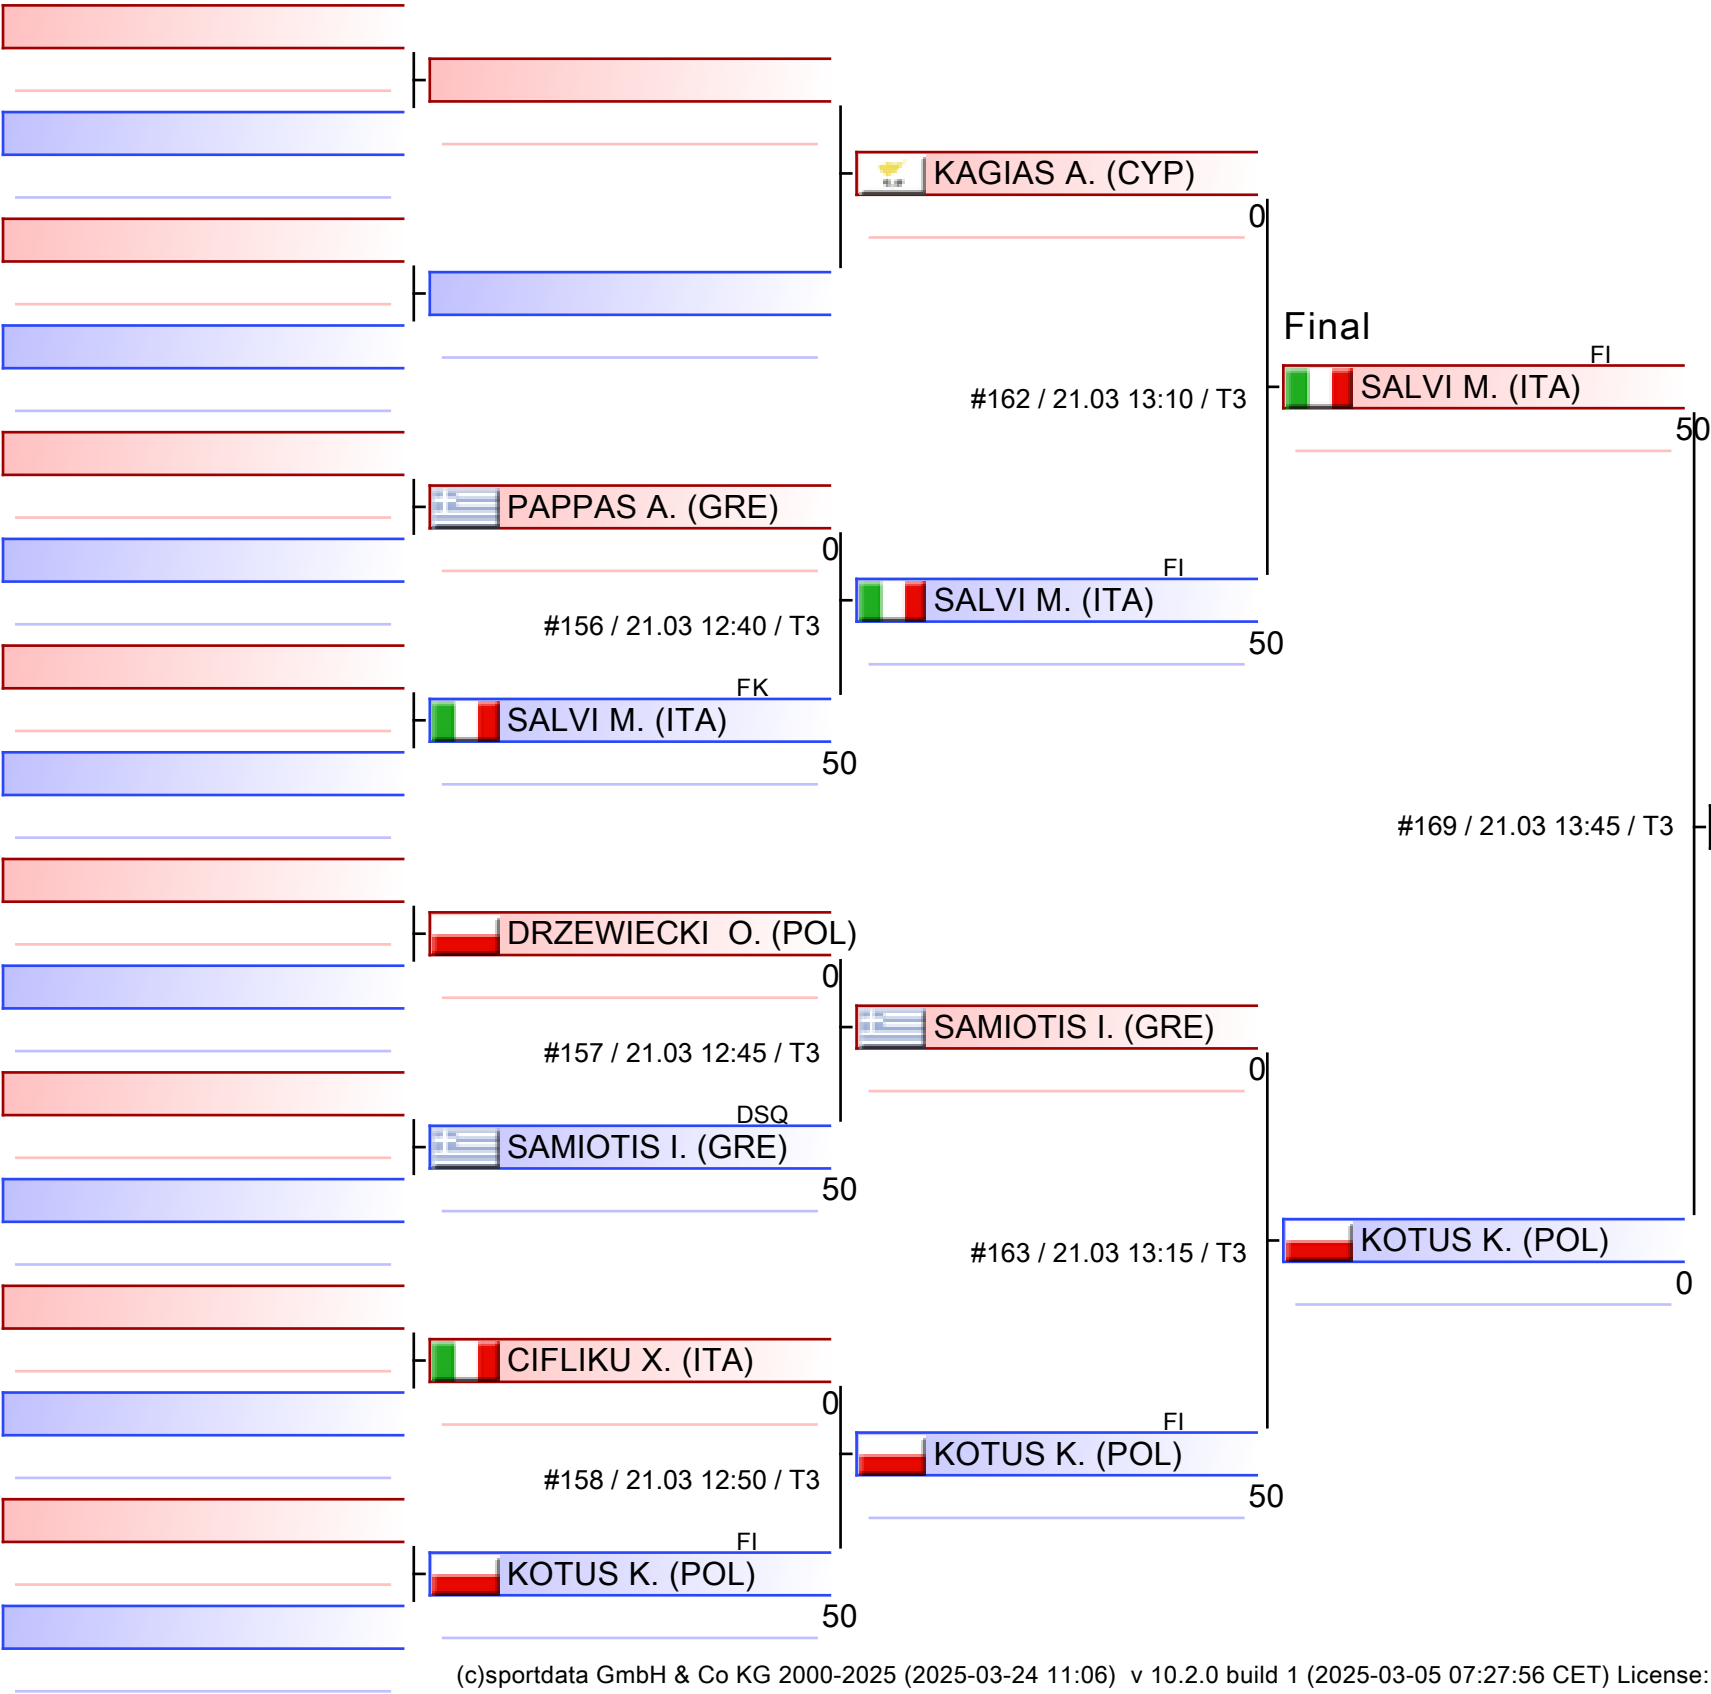 KAGIAS A. (CYP)
0
Final
FI
#162 / 21.03 13:10 / T3
SALVI M. (ITA)
50
PAPPAS A. (GRE)
0
FI
SALVI M. (ITA)
#156 / 21.03 12:40 / T3
50
FK
SALVI M. (ITA)
50
#169 / 21.03 13:45 / T3
DRZEWIECKI  O. (POL)
0
SAMIOTIS I. (GRE)
#157 / 21.03 12:45 / T3
0
DSQ
SAMIOTIS I. (GRE)
50
KOTUS K. (POL)
#163 / 21.03 13:15 / T3
0
CIFLIKU X. (ITA)
0
FI
KOTUS K. (POL)
#158 / 21.03 12:50 / T3
50
FI
KOTUS K. (POL)
50
(c)sportdata GmbH & Co KG 2000-2025 (2025-03-24 11:06)  v 10.2.0 build 1 (2025-03-05 07:27:56 CET) License: